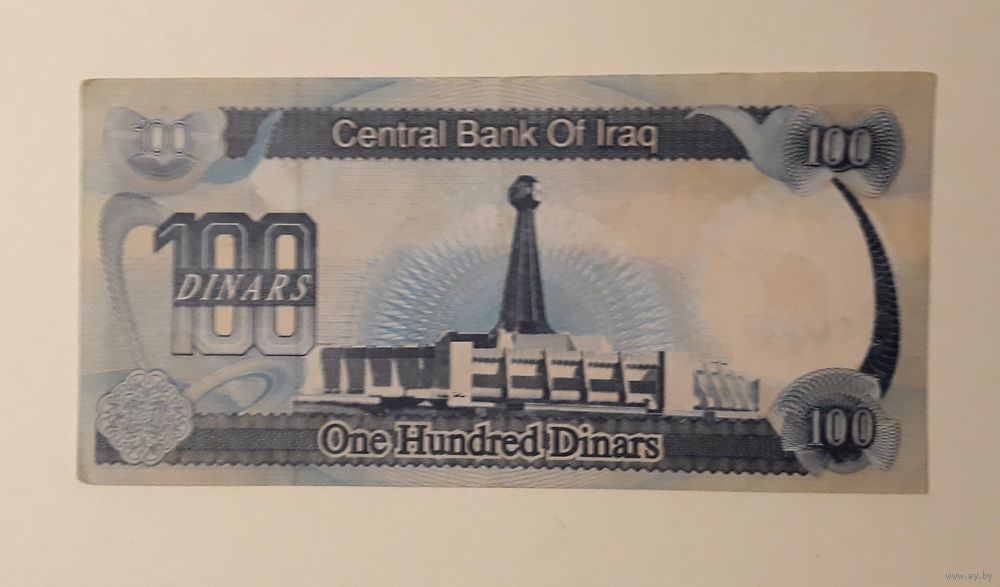 100
Central Bank Of Iraq
100
100
DINARS
One Hundred Dinars
100
www.ay.by